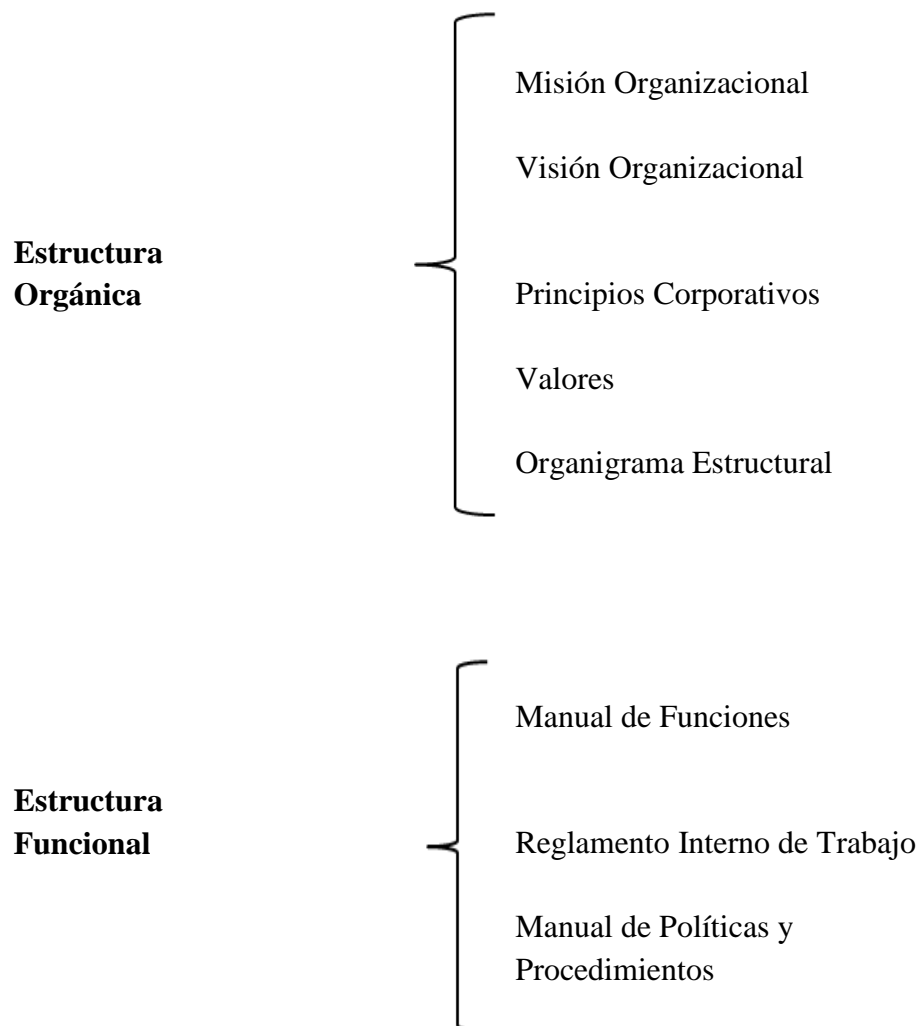 Estructura
Orgánica
Misión Organizacional
Visión Organizacional
Principios Corporativos
Valores
Organigrama Estructural
Estructura
Funcional
Manual de Funciones
Reglamento Interno de Trabajo
Manual de Políticas y
Procedimientos